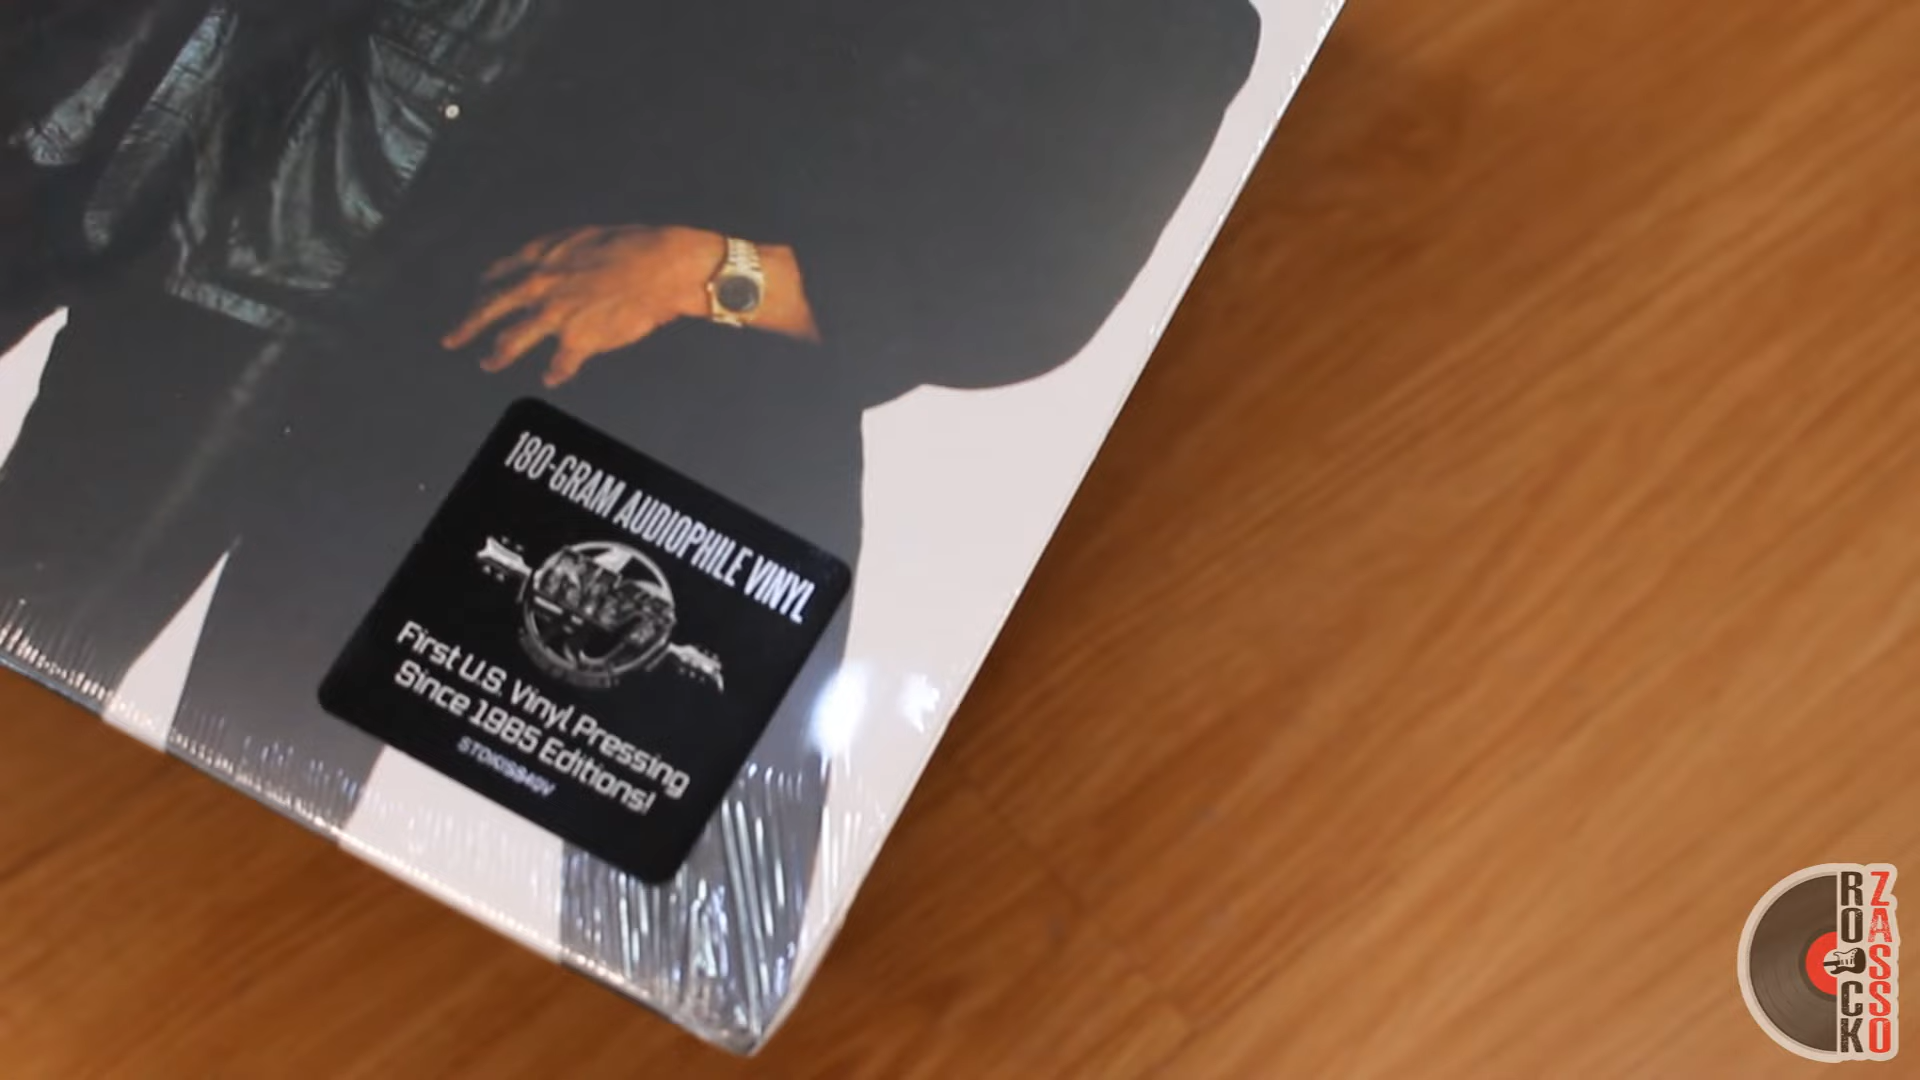 180-GRAM AUDIOPHILE VINYL
First U.S. Vinyl Pressing
Since 1985 Editions!
ROCK
ZASSO